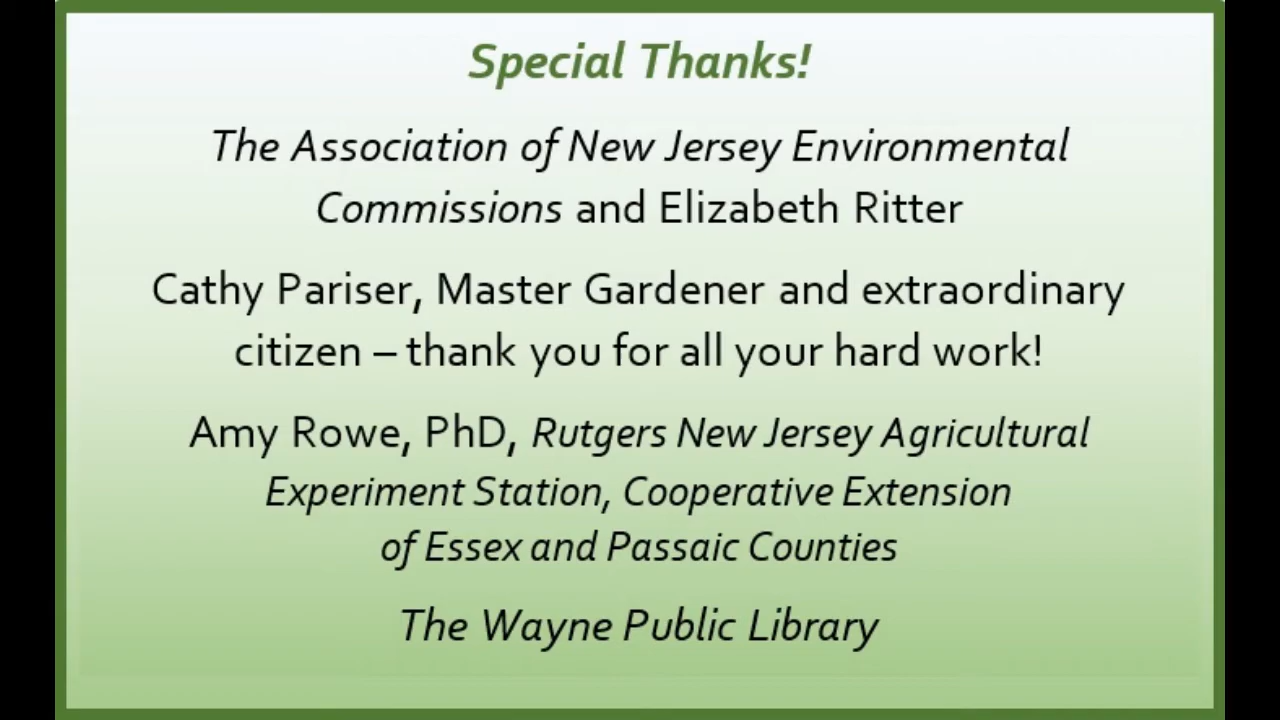 Special Thanks!
The Association of New Jersey Environmental
Commissions and Elizabeth Ritter
Cathy Pariser, Master Gardener and extraordinary
citizen – thank you for all your hard work!
Amy Rowe, PhD, Rutgers New Jersey Agricultural
Experiment Station, Cooperative Extension
of Essex and Passaic Counties
The Wayne Public Library